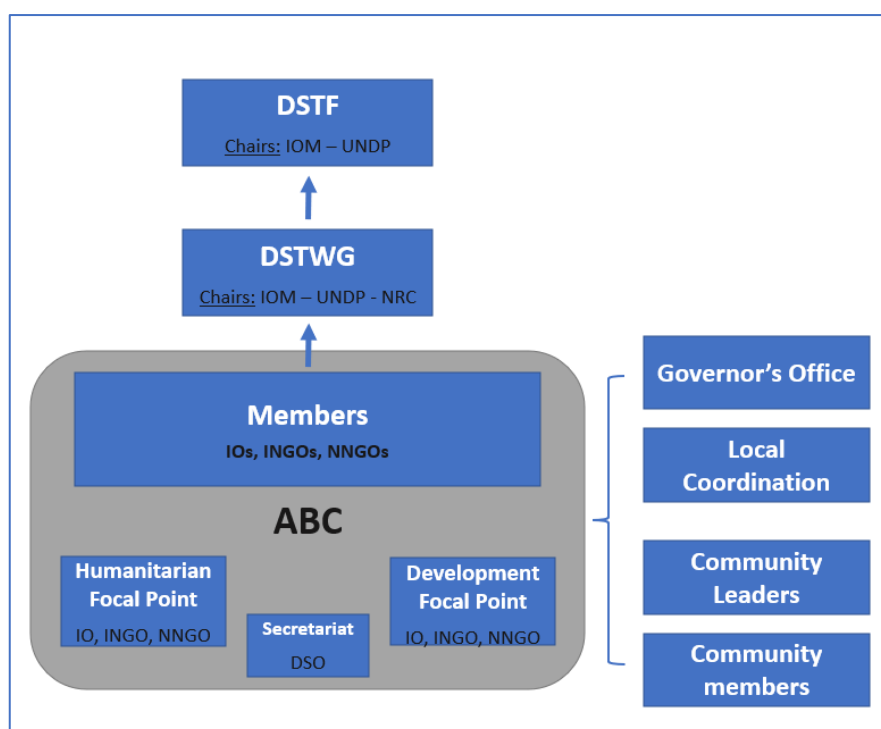 DSTF
Chairs: IOM – UNDP
DSTWG
Chairs: IOM – UNDP - NRC
Members
IOs, INGOs, NNGOs
ABC
Humanitarian
Focal Point
IO, INGO, NNGO
Secretariat
DSO
Development
Focal Point
IO, INGO, NNGO
Governor's Office
Local
Coordination
Community
Leaders
Community
members